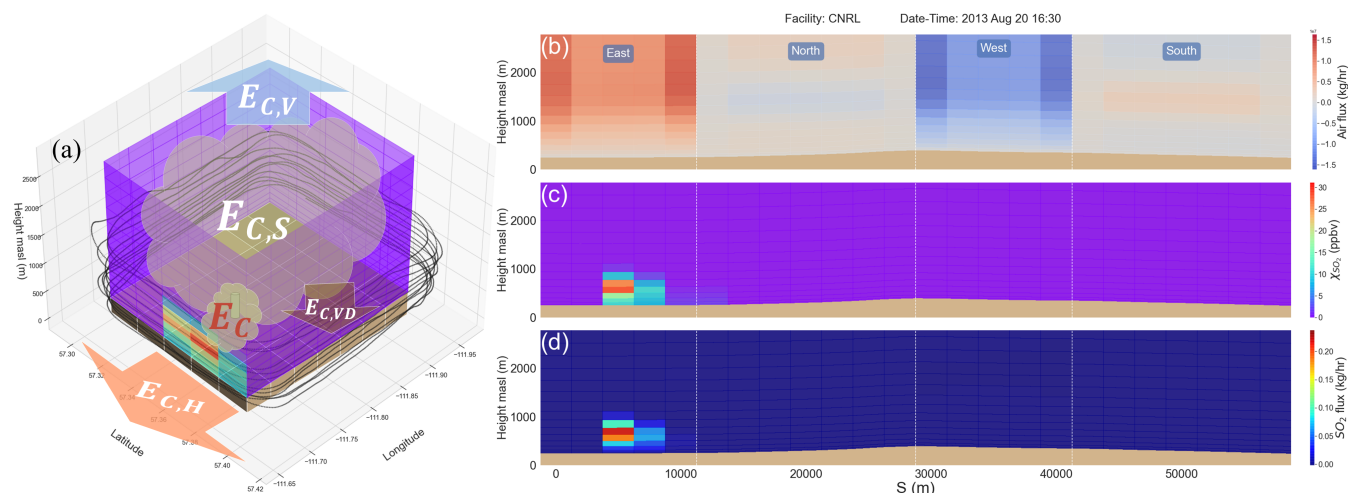 Facility: CNRL Date-Time: 2013 Aug 20 16:30
(a)
E_{C,V}
E_{C,S}
E_C
E_{C,VD}
E_{C,H}
Height masl (m)
2500
2000
1500
1000
500
0
57.30
57.32
57.34
57.36
57.38
57.40
57.42
Latitude
−111.95
−111.90
−111.85
−111.80
−111.75
−111.70
−111.65
Longitude
(b)
East
North
West
South
Height masl (m)
2000
1000
0
1.5
1.0
0.5
0.0
−0.5
−1.0
−1.5
Air flux (kg/hr)
(c)
Height masl (m)
2000
1000
0
30
25
20
15
10
5
0
χ_{SO₂} (ppbv)
(d)
Height masl (m)
2000
1000
0
0.20
0.15
0.10
0.05
0.00
SO₂ flux (kg/hr)
0
10000
20000
30000
40000
50000
S (m)